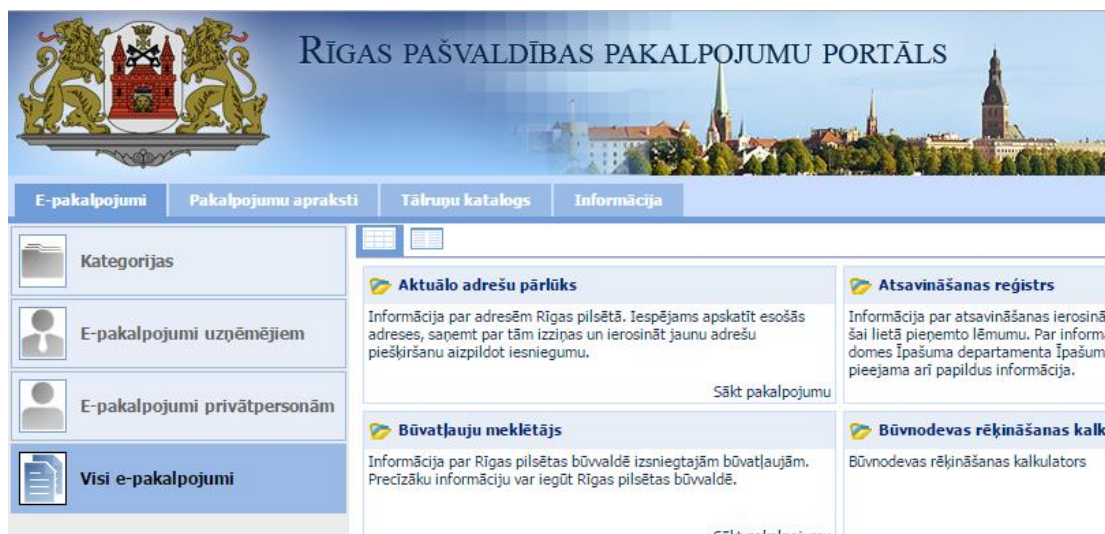 RĪGAS PAŠVALDĪBAS PAKALPOJUMU PORTĀLS
E-pakalpojumi
Pakalpojumu apraksti
Tālruņu katalogs
Informācija
Kategorijas
E-pakalpojumi uzņēmējiem
E-pakalpojumi privātpersonām
Visi e-pakalpojumi
Aktuālo adrešu pārlūks
Informācija par adresēm Rīgas pilsētā. Iespējams apskatīt esošās
adreses, saņemt par tām izziņas un ierosināt jaunu adrešu
piešķiršanu aizpildot iesniegumu.
Sākt pakalpojumu
Atsavināšanas reģistrs
Informācija par atsavināšanas
šai lietā pieņemto lēmumu. Par
domes Īpašuma departamenta
pieejama arī papildus informācija.
Būvatļauju meklētājs
Informācija par Rīgas pilsētas būvvaldē izsniegtajām būvatļaujām.
Precīzāku informāciju var iegūt Rīgas pilsētas būvvaldē.
Būvnodevas rēķināšanas
Būvnodevas rēķināšanas kalkulators